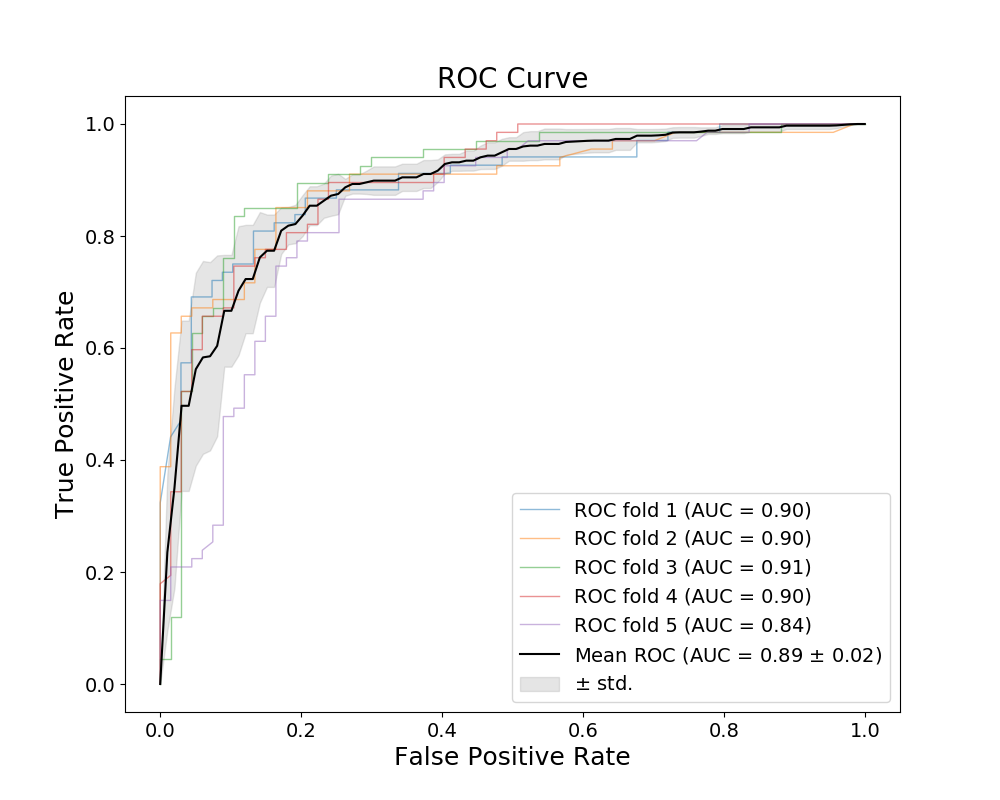 ROC Curve
1.0
0.8
0.6
0.4
0.2
0.0
True Positive Rate
ROC fold 1 (AUC = 0.90)
ROC fold 2 (AUC = 0.90)
ROC fold 3 (AUC = 0.91)
ROC fold 4 (AUC = 0.90)
ROC fold 5 (AUC = 0.84)
Mean ROC (AUC = 0.89 ± 0.02)
± std.
0.0 0.2 0.4 0.6 0.8 1.0
False Positive Rate